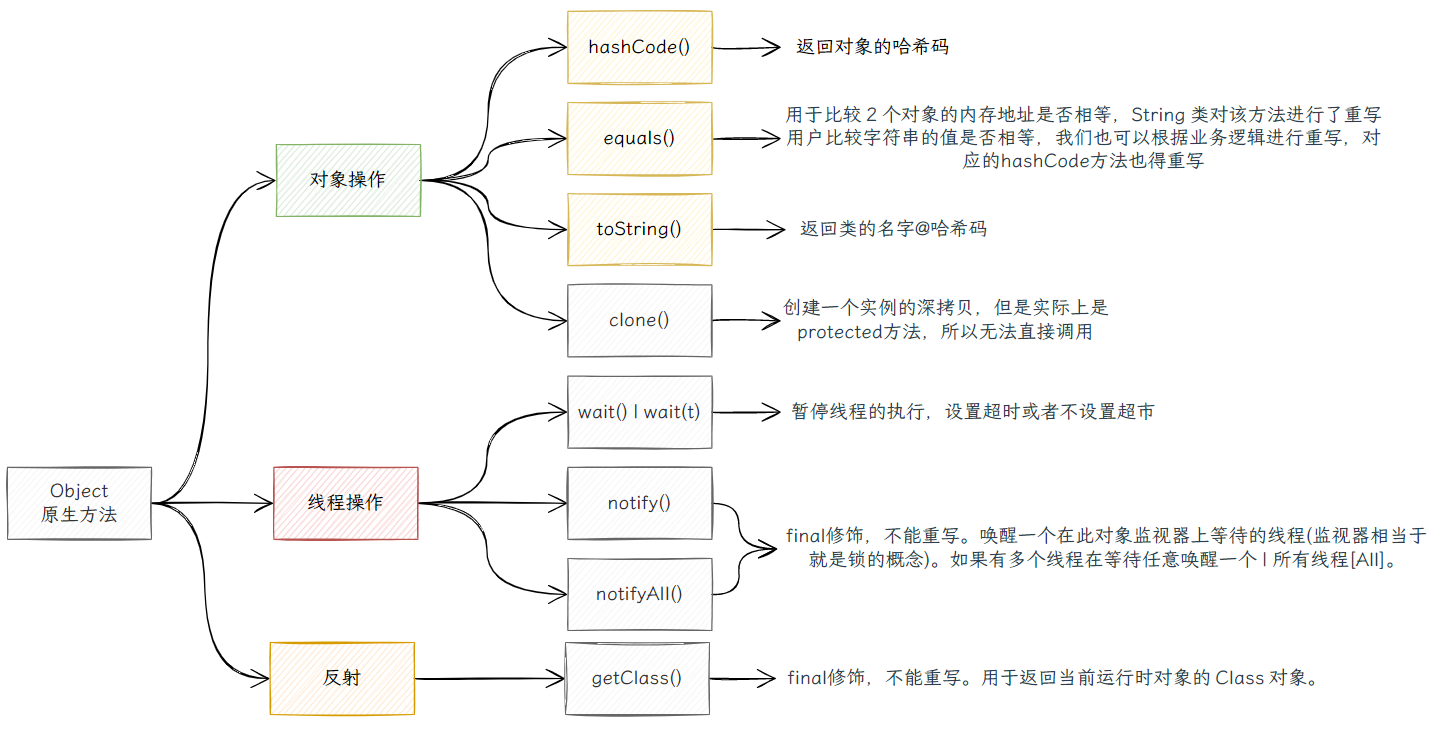 Object
原生方法
对象操作
hashCode()
返回对象的哈希码
equals()
用于比较 2 个对象的内存地址是否相等，String 类对该方法进行了重写
用户比较字符串的值是否相等，我们也可以根据业务逻辑进行重写，对
应的hashCode方法也得重写
toString()
返回类的名字@哈希码
clone()
创建一个实例的深拷贝，但是实际上是
protected方法，所以无法直接调用
线程操作
wait() | wait(t)
暂停线程的执行，设置超时或者不设置超市
notify()
notifyAll()
final修饰，不能重写。唤醒一个在此对象监视器上等待的线程(监视器相当于
就是锁的概念)。如果有多个线程在等待任意唤醒一个 | 所有线程[All]。
反射
getClass()
final修饰，不能重写。用于返回当前运行时对象的 Class 对象。